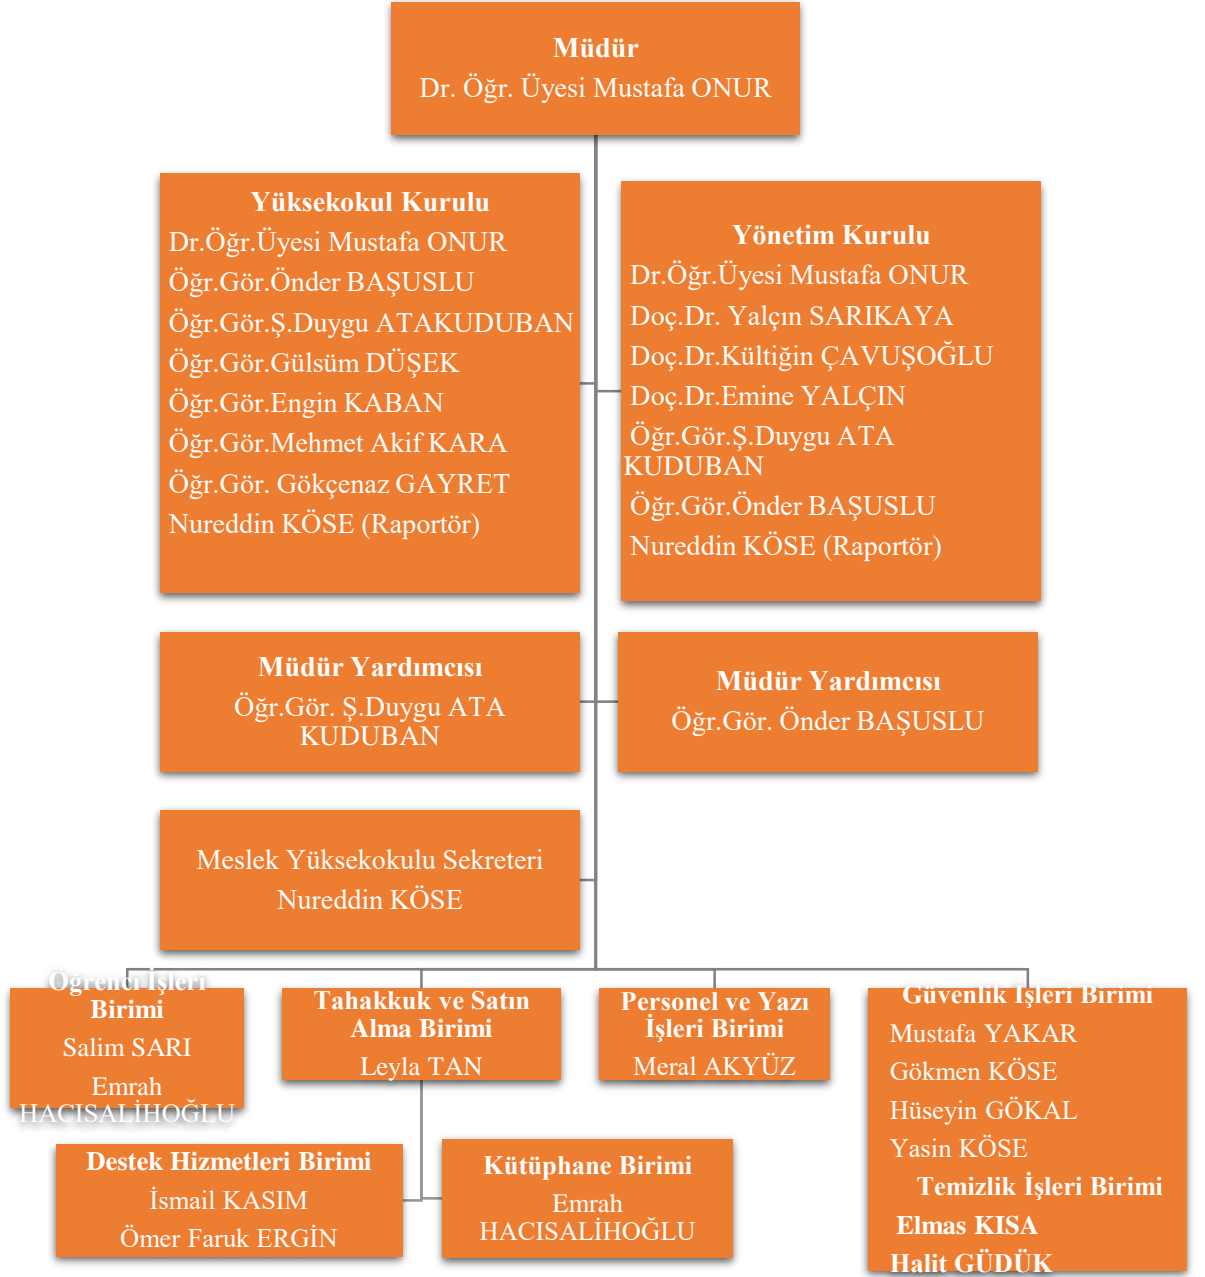 Müdür
Dr. Öğr. Üyesi Mustafa ONUR
Yüksekokul Kurulu
Dr.Öğr.Üyesi Mustafa ONUR
Öğr.Gör.Önder BAŞUSLU
Öğr.Gör.Ş.Duygu ATAKUDUBAN
Öğr.Gör.Gülsüm DÜŞEK
Öğr.Gör.Engin KABAN
Öğr.Gör.Mehmet Akif KARA
Öğr.Gör. Gökçenaz GAYRET
Nureddin KÖSE (Raportör)
Yönetim Kurulu
Dr.Öğr.Üyesi Mustafa ONUR
Doç.Dr. Yalçın SARIKAYA
Doç.Dr.Kültiğin ÇAVUŞOĞLU
Doç.Dr.Emine YALÇIN
Öğr.Gör.Ş.Duygu ATA
KUDUBAN
Öğr.Gör.Önder BAŞUSLU
Nureddin KÖSE (Raportör)
Müdür Yardımcısı
Öğr.Gör. Ş.Duygu ATA
KUDUBAN
Müdür Yardımcısı
Öğr.Gör. Önder BAŞUSLU
Meslek Yüksekokulu Sekreteri
Nureddin KÖSE
Öğrenci İşleri
Birimi
Salim SARI
Emrah
HACISALİHOĞLU
Tahakkuk ve Satın
Alma Birimi
Leyla TAN
Personel ve Yazı
İşleri Birimi
Meral AKYÜZ
Güvenlik İşleri Birimi
Mustafa YAKAR
Gökmen KÖSE
Hüseyin GÖKAL
Yasin KÖSE
Temizlik İşleri Birimi
Elmas KISA
Halit GÜDÜK
Destek Hizmetleri Birimi
İsmail KASIM
Ömer Faruk ERGİN
Kütüphane Birimi
Emrah
HACISALİHOĞLU